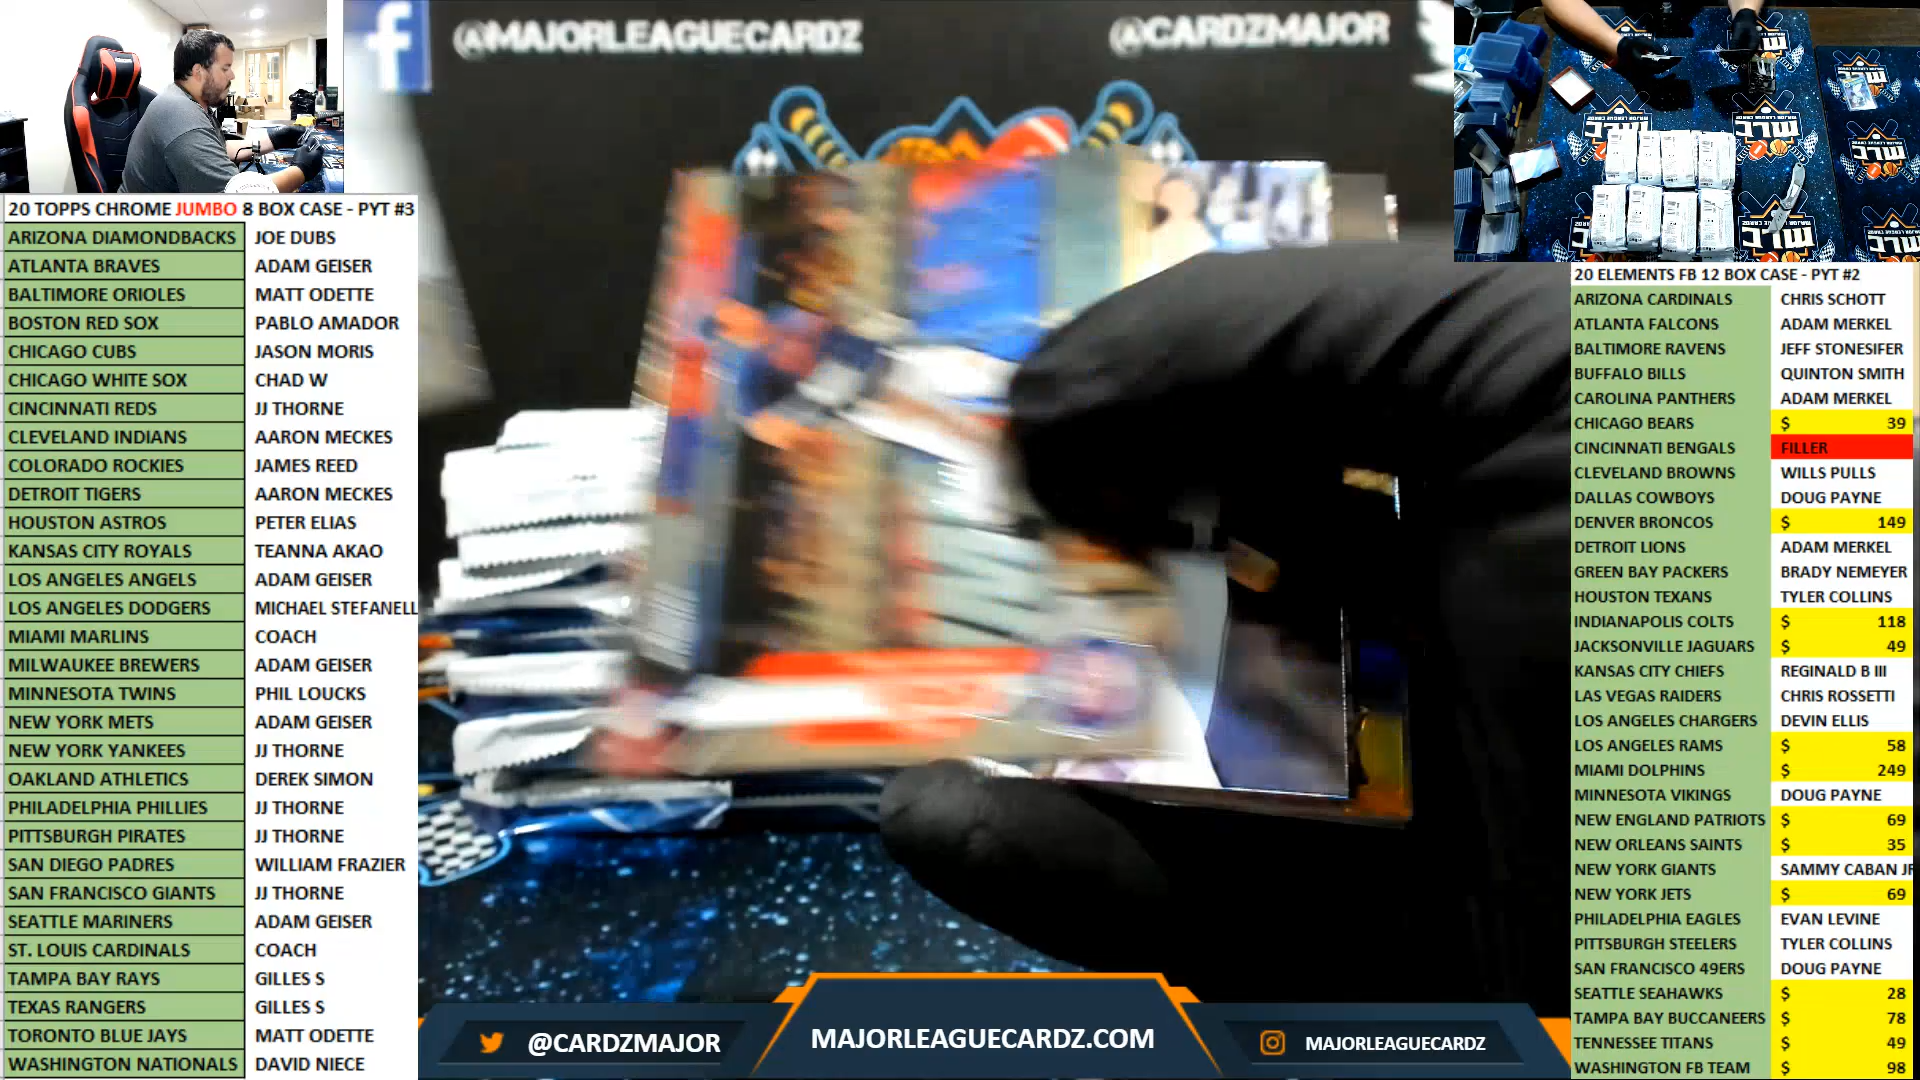 @MAJORLEAGUECARDZ
@CARDZMAJOR
20 TOPPS CHROME JUMBO 8 BOX CASE - PYT #3
ARIZONA DIAMONDBACKS JOE DUBS
ATLANTA BRAVES ADAM GEISER
BALTIMORE ORIOLES MATT ODETTE
BOSTON RED SOX PABLO AMADOR
CHICAGO CUBS JASON MORIS
CHICAGO WHITE SOX CHAD W
CINCINNATI REDS JJ THORNE
CLEVELAND INDIANS AARON MECKES
COLORADO ROCKIES JAMES REED
DETROIT TIGERS AARON MECKES
HOUSTON ASTROS PETER ELIAS
KANSAS CITY ROYALS TEANNA AKAO
LOS ANGELES ANGELS ADAM GEISER
LOS ANGELES DODGERS MICHAEL STEFANELL
MIAMI MARLINS COACH
MILWAUKEE BREWERS ADAM GEISER
MINNESOTA TWINS PHIL LOUCKS
NEW YORK METS ADAM GEISER
NEW YORK YANKEES JJ THORNE
OAKLAND ATHLETICS DEREK SIMON
PHILADELPHIA PHILLIES JJ THORNE
PITTSBURGH PIRATES JJ THORNE
SAN DIEGO PADRES WILLIAM FRAZIER
SAN FRANCISCO GIANTS JJ THORNE
SEATTLE MARINERS ADAM GEISER
ST. LOUIS CARDINALS COACH
TAMPA BAY RAYS GILLES S
TEXAS RANGERS GILLES S
TORONTO BLUE JAYS MATT ODETTE
WASHINGTON NATIONALS DAVID NIECE
20 ELEMENTS FB 12 BOX CASE - PYT #2
ARIZONA CARDINALS CHRIS SCHOTT
ATLANTA FALCONS ADAM MERKEL
BALTIMORE RAVENS JEFF STONESIFER
BUFFALO BILLS QUINTON SMITH
CAROLINA PANTHERS ADAM MERKEL
CHICAGO BEARS $ 39
CINCINNATI BENGALS FILLER
CLEVELAND BROWNS WILLS PULLS
DALLAS COWBOYS DOUG PAYNE
DENVER BRONCOS $ 149
DETROIT LIONS ADAM MERKEL
GREEN BAY PACKERS BRADY NEMEYER
HOUSTON TEXANS TYLER COLLINS
INDIANAPOLIS COLTS $ 118
JACKSONVILLE JAGUARS $ 49
KANSAS CITY CHIEFS REGINALD B III
LAS VEGAS RAIDERS CHRIS ROSSETTI
LOS ANGELES CHARGERS DEVIN ELLIS
LOS ANGELES RAMS $ 58
MIAMI DOLPHINS $ 249
MINNESOTA VIKINGS DOUG PAYNE
NEW ENGLAND PATRIOTS $ 69
NEW ORLEANS SAINTS $ 35
NEW YORK GIANTS SAMMY CABAN JR
NEW YORK JETS $ 69
PHILADELPHIA EAGLES EVAN LEVINE
PITTSBURGH STEELERS TYLER COLLINS
SAN FRANCISCO 49ERS DOUG PAYNE
SEATTLE SEAHAWKS $ 28
TAMPA BAY BUCCANEERS $ 78
TENNESSEE TITANS $ 49
WASHINGTON FB TEAM $ 98
@CARDZMAJOR
MAJORLEAGUECARDZ.COM
MAJORLEAGUECARDZ